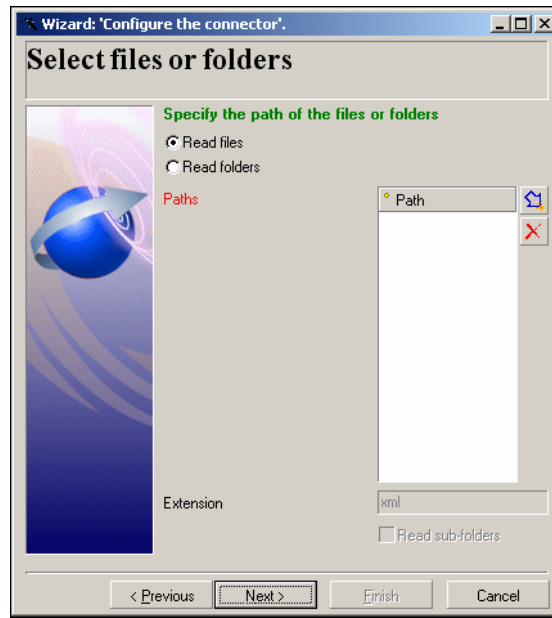 Wizard: 'Configure the connector'.
Select files or folders
Specify the path of the files or folders
Read files
Read folders
Paths
Path
Extension
xml
Read sub-folders
< Previous
Next >
Finish
Cancel